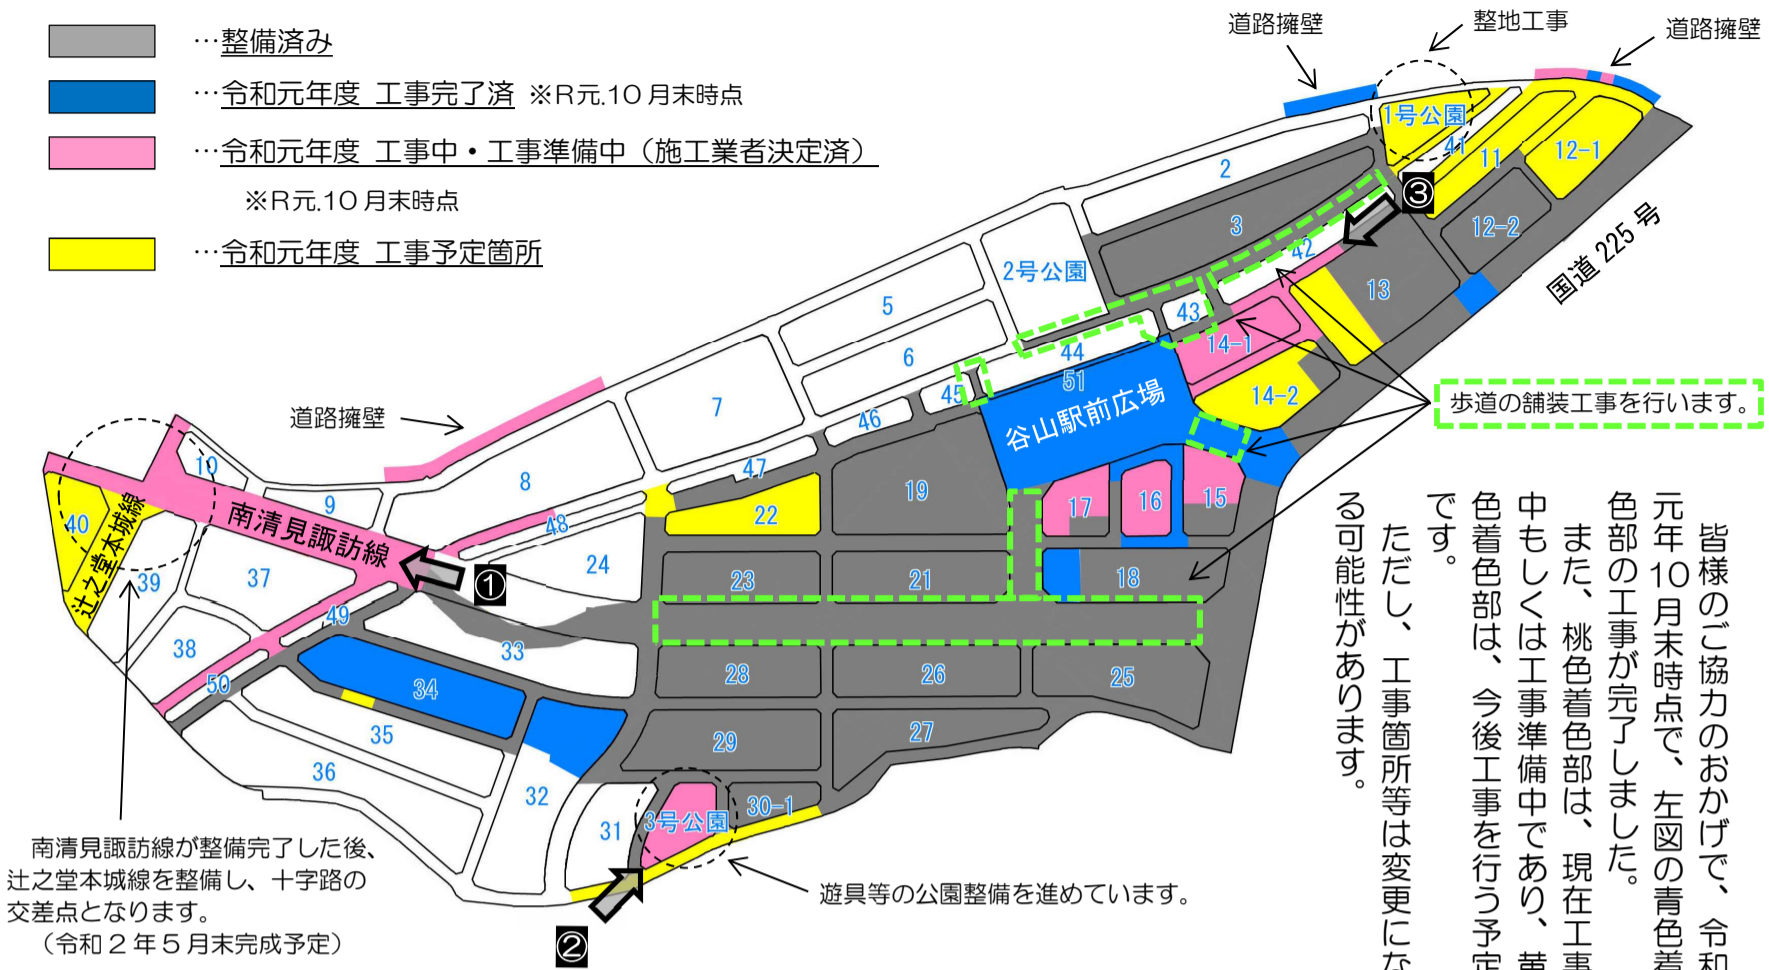 …整備済み
…令和元年度 工事完了済 ※R元.10月末時点
…令和元年度 工事中・工事準備中（施工業者決定済）
※R元.10月末時点
…令和元年度 工事予定箇所
道路擁壁
整地工事
道路擁壁
1号公園
41
11
12-1
2
③
3
12-2
国道225号
42
2号公園
13
5
43
14-1
44
6
51
谷山駅前広場
45
14-2
歩道の舗装工事を行います。
7
46
道路擁壁
10
47
8
9
19
17
16
15
22
40
48
南清見諏訪線
辻之堂本城線
24
39
37
①
23
21
18
49
38
33
28
26
25
50
34
35
29
27
36
32
30-1
31
3号公園
南清見諏訪線が整備完了した後、
辻之堂本城線を整備し、十字路の
交差点となります。
（令和２年５月末完成予定）
遊具等の公園整備を進めています。
②
皆様のご協力のおかげで、令和
元年10月末時点で、左図の青色着
色部の工事が完了しました。
また、桃色着色部は、現在工事
中もしくは工事準備中であり、黄
色着色部は、今後工事を行う予定
です。
ただし、工事箇所等は変更にな
る可能性があります。